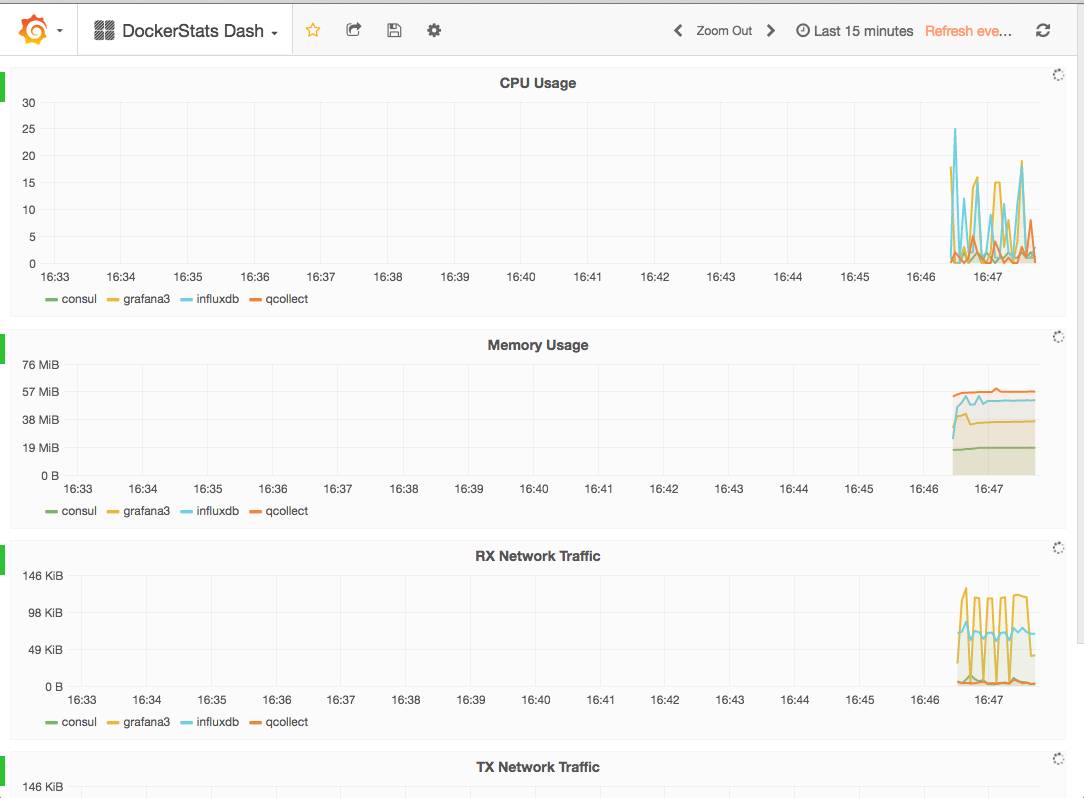 DockerStats Dash
Zoom Out
Last 15 minutes
Refresh eve...
CPU Usage
30
25
20
15
10
5
0
16:33 16:34 16:35 16:36 16:37 16:38 16:39 16:40 16:41 16:42 16:43 16:44 16:45 16:46 16:47
consul grafana3 influxdb qcollect
Memory Usage
76 MiB
57 MiB
38 MiB
19 MiB
0 B
16:33 16:34 16:35 16:36 16:37 16:38 16:39 16:40 16:41 16:42 16:43 16:44 16:45 16:46 16:47
consul grafana3 influxdb qcollect
RX Network Traffic
146 KiB
98 KiB
49 KiB
0 B
16:33 16:34 16:35 16:36 16:37 16:38 16:39 16:40 16:41 16:42 16:43 16:44 16:45 16:46 16:47
consul grafana3 influxdb qcollect
TX Network Traffic
146 KiB